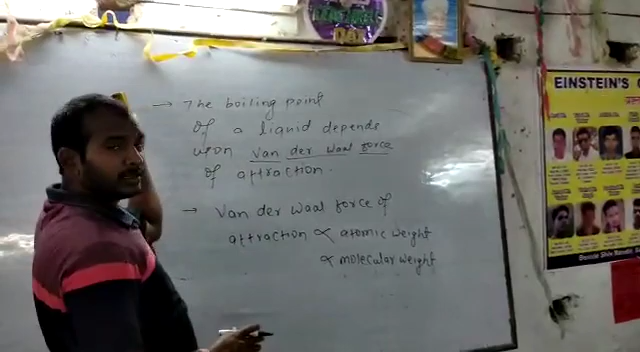 → The boiling point
of a liquid depends
upon van der waal force
of attraction.
→ Van der waal force of
attraction ∝ atomic weight
∝ molecular weight
EINSTEIN'S